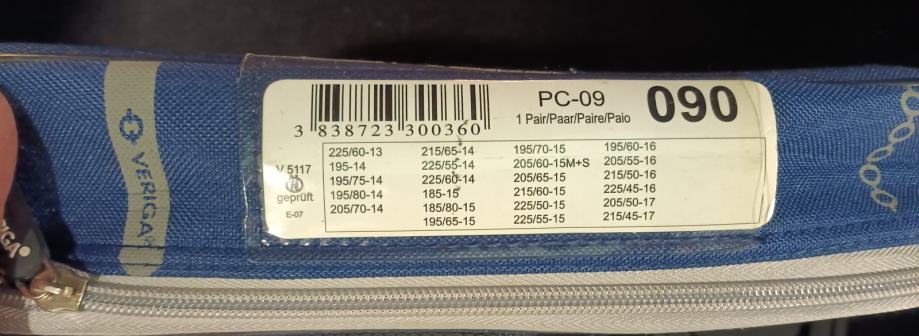 VERIGA
PC-09
090
1 Pair/Paar/Paire/Paio
3 838723 300360
V 5117
geprüft
E-07
225/60-13
195-14
195/75-14
195/80-14
205/70-14
215/65-14
225/55-14
225/60-14
185-15
185/80-15
195/65-15
195/70-15
205/60-15M+S
205/65-15
215/60-15
225/50-15
225/55-15
195/60-16
205/55-16
215/50-16
225/45-16
205/50-17
215/45-17